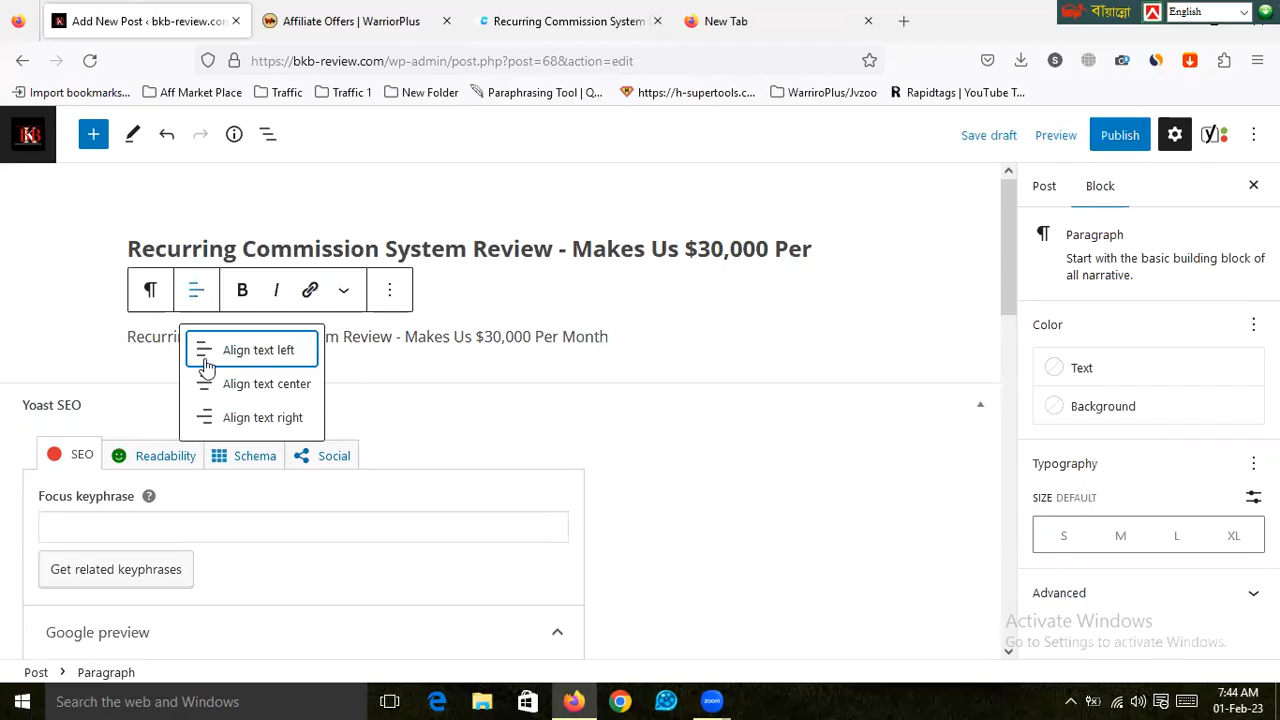 Add New Post ‹ bkb-review.con
Affiliate Offers | WarriorPlus
Recurring Commission System
New Tab
বায়ান্নো
English
https://bkb-review.com/wp-admin/post.php?post=68&action=edit
Import bookmarks...
Aff Market Place
Traffic
Traffic 1
New Folder
Paraphrasing Tool | Q...
https://h-supertools.c...
WarriroPlus/Jvzoo
Rapidtags | YouTube T...
Save draft
Preview
Publish
Post
Block
Paragraph
Start with the basic building block of
all narrative.
Recurring Commission System Review - Makes Us $30,000 Per
B
I
Recurri
m Review - Makes Us $30,000 Per Month
Align text left
Align text center
Align text right
Color
Text
Background
Typography
SIZE DEFAULT
S M L XL
Advanced
Yoast SEO
SEO
Readability
Schema
Social
Focus keyphrase
Get related keyphrases
Google preview
Activate Windows
Go to Settings to activate Windows.
Post
Paragraph
Search the web and Windows
zoom
7:44 AM
01-Feb-23